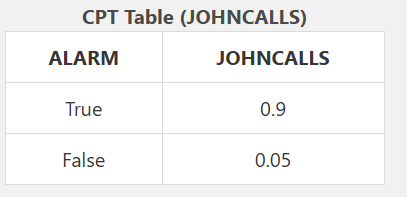 CPT Table (JOHNCALLS)
ALARM JOHNCALLS
True 0.9
False 0.05